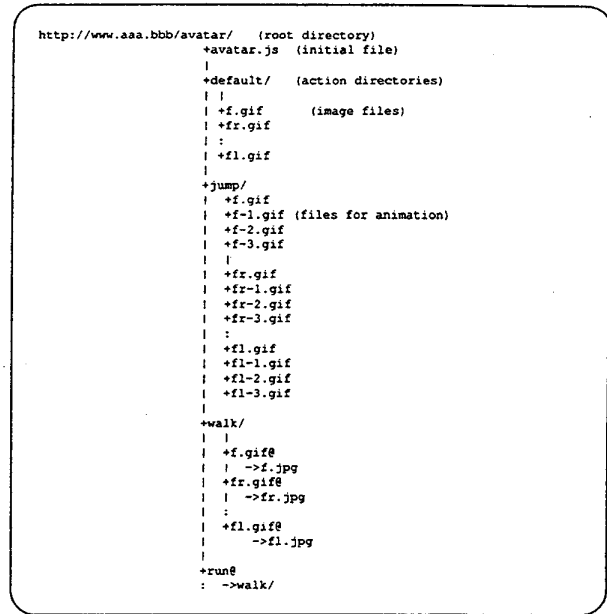 http://www.aaa.bbb/avatar/ (root directory)
+avatar.js (initial file)
|
+default/ (action directories)
| |
| +f.gif (image files)
| +fr.gif
| :
| +fl.gif
|
+jump/
| +f.gif
| +f-1.gif (files for animation)
| +f-2.gif
| +f-3.gif
| |
| +fr.gif
| +fr-1.gif
| +fr-2.gif
| +fr-3.gif
| :
| +fl.gif
| +fl-1.gif
| +fl-2.gif
| +fl-3.gif
|
+walk/
| |
| +f.gif@
| | ->f.jpg
| +fr.gif@
| | ->fr.jpg
| :
| +fl.gif@
| ->fl.jpg
|
+run@
: ->walk/